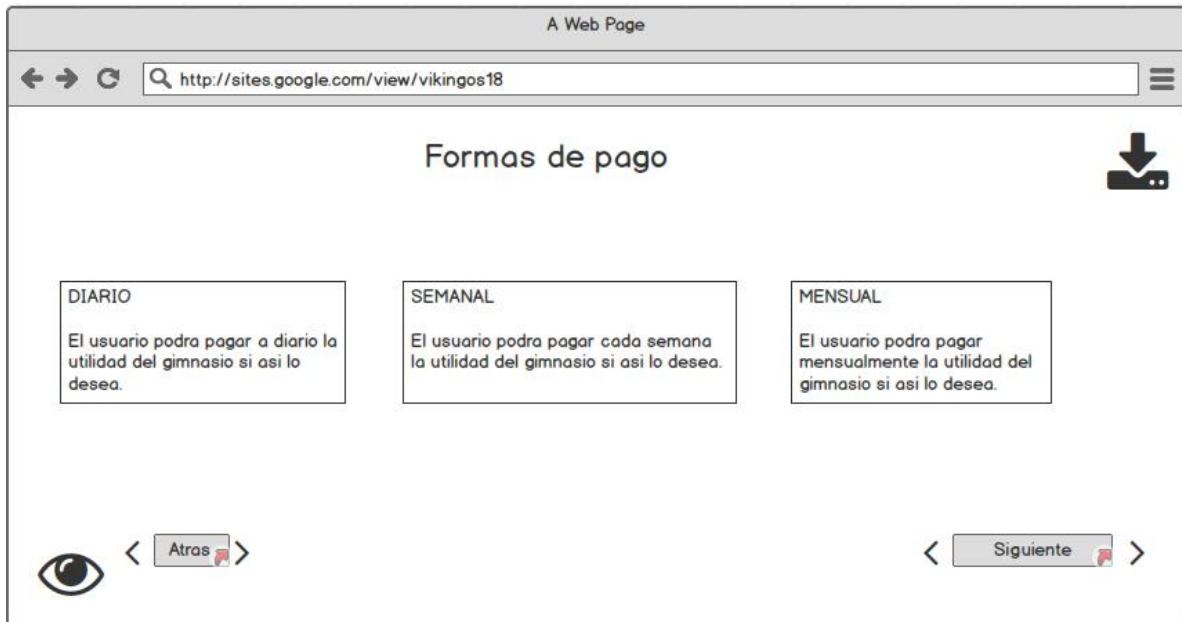 A Web Page
http://sites.google.com/view/vikingos18
Formas de pago
DIARIO
El usuario podra pagar a diario la
utilidad del gimnasio si asi lo
desea.
SEMANAL
El usuario podra pagar cada semana
la utilidad del gimnasio si asi lo desea.
MENSUAL
El usuario podra pagar
mensualmente la utilidad del
gimnasio si asi lo desea.
Atras
Siguiente